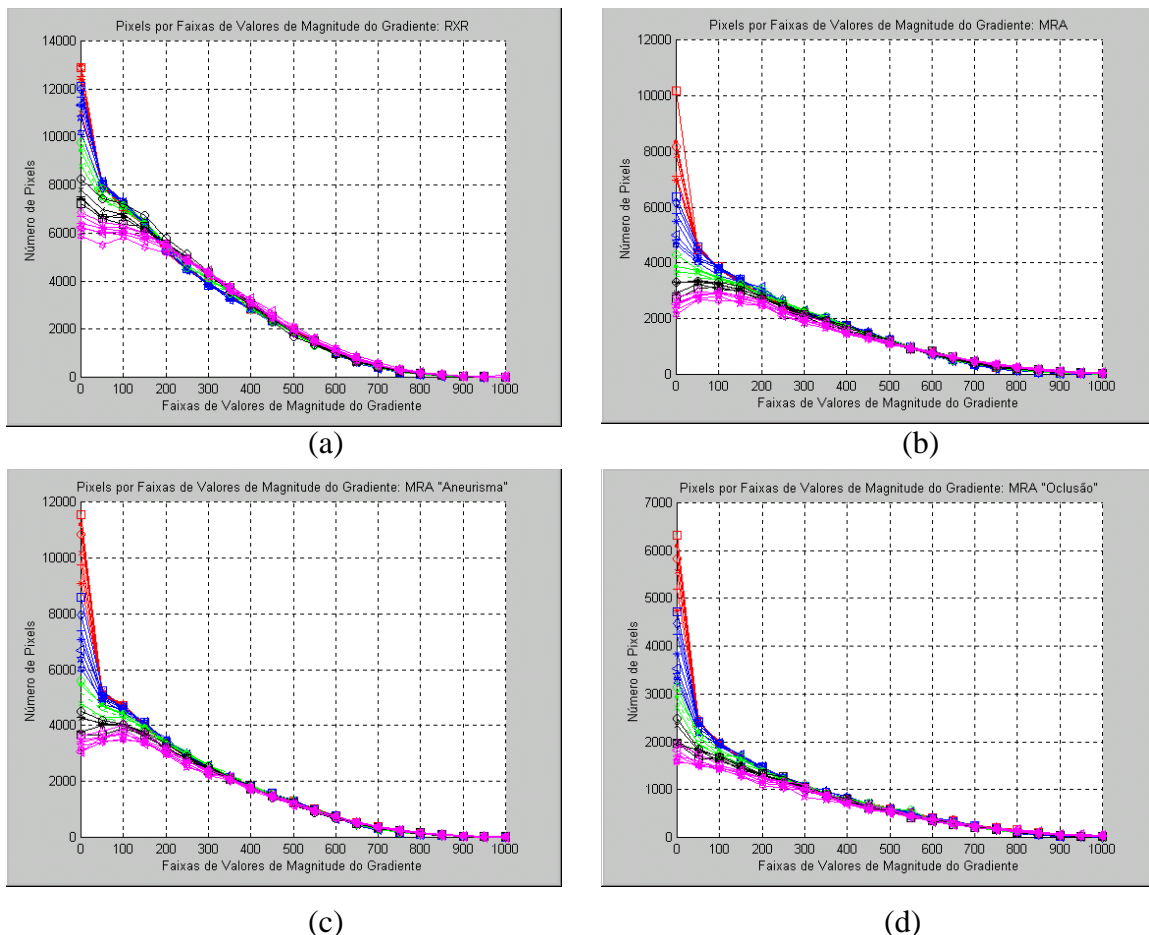 Pixels por Faixas de Valores de Magnitude do Gradiente: RXR
14000
12000
10000
8000
6000
4000
2000
0
Número de Pixels
0 100 200 300 400 500 600 700 800 900 1000
Faixas de Valores de Magnitude do Gradiente
(a)
Pixels por Faixas de Valores de Magnitude do Gradiente: MRA
12000
10000
8000
6000
4000
2000
0
Número de Pixels
0 100 200 300 400 500 600 700 800 900 1000
Faixas de Valores de Magnitude do Gradiente
(b)
Pixels por Faixas de Valores de Magnitude do Gradiente: MRA "Aneurisma"
12000
10000
8000
6000
4000
2000
0
Número de Pixels
0 100 200 300 400 500 600 700 800 900 1000
Faixas de Valores de Magnitude do Gradiente
(c)
Pixels por Faixas de Valores de Magnitude do Gradiente: MRA "Oclusão"
7000
6000
5000
4000
3000
2000
1000
0
Número de Pixels
0 100 200 300 400 500 600 700 800 900 1000
Faixas de Valores de Magnitude do Gradiente
(d)